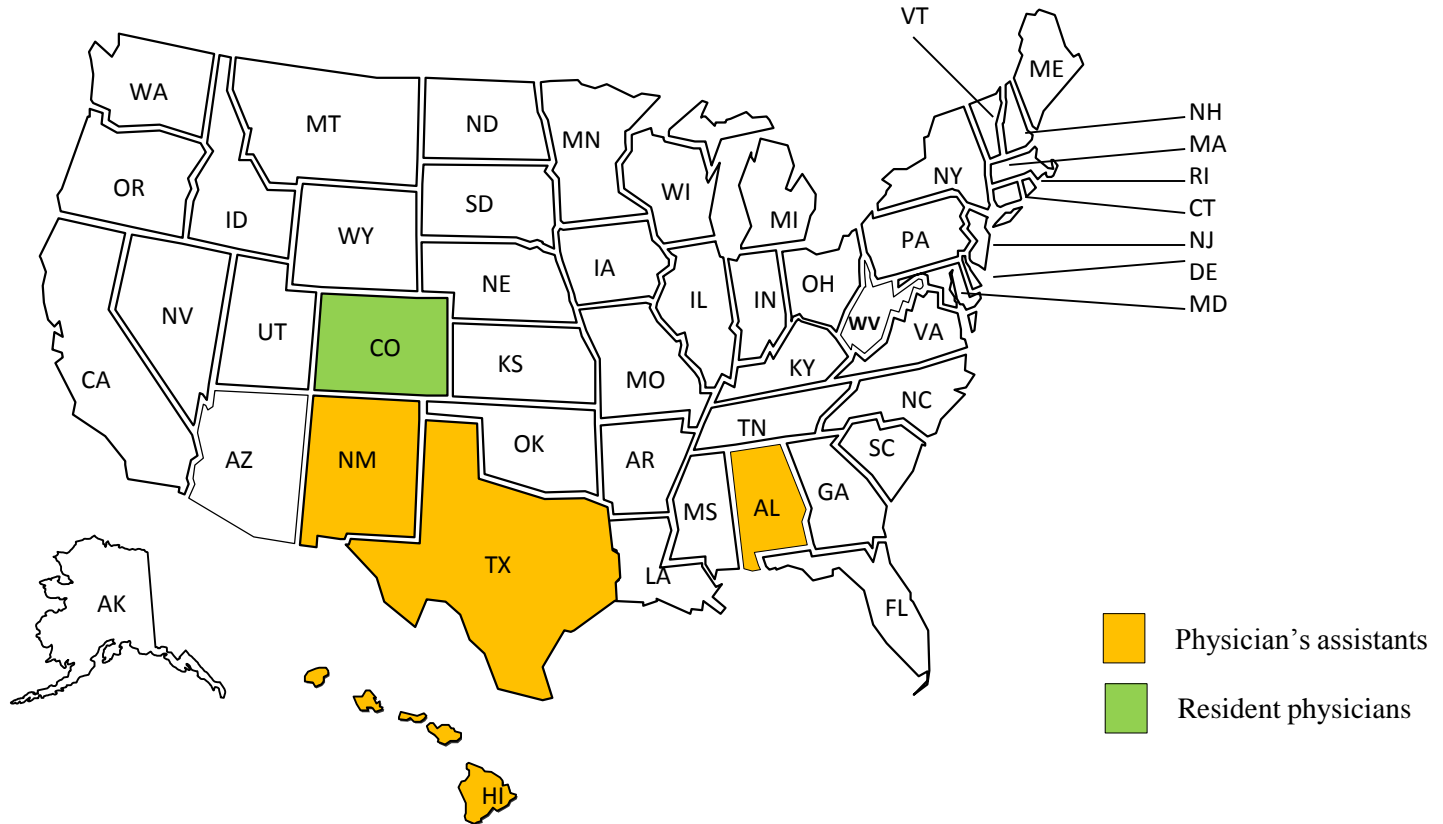 VT
ME
WA
MT
ND
MN
NH
MA
RI
CT
NJ
DE
MD
OR
ID
WY
SD
WI
MI
NY
PA
NE
IA
IL
IN
OH
WV
VA
NV
UT
CO
KS
MO
KY
CA
NC
TN
SC
AZ
NM
OK
AR
MS
AL
GA
TX
LA
FL
AK
HI
Physician’s assistants
Resident physicians